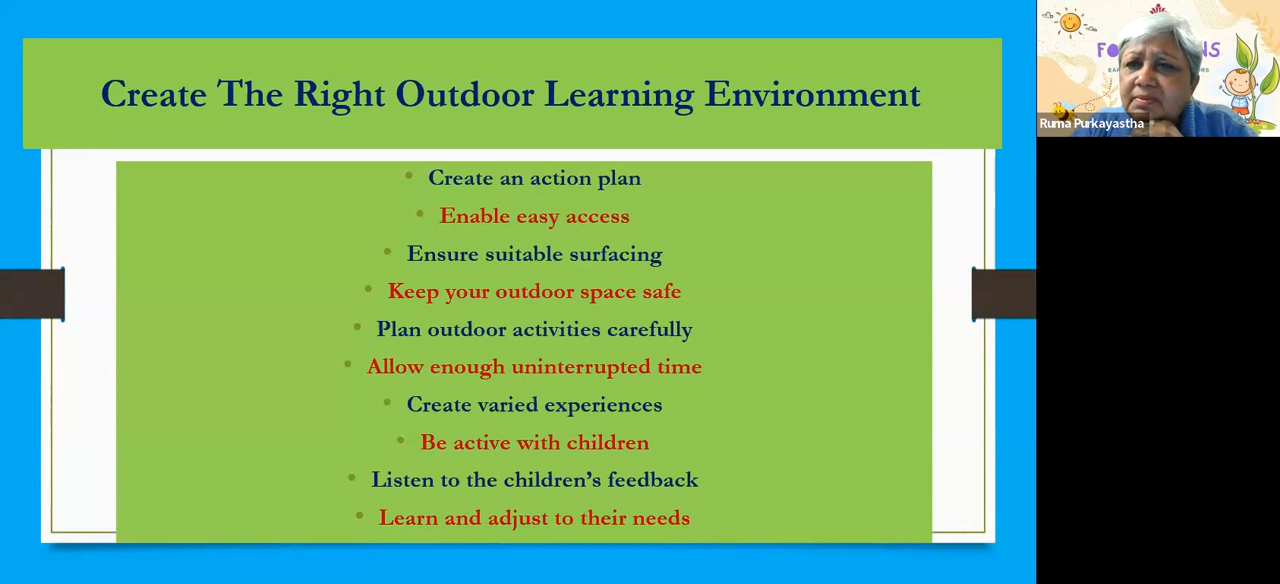 Create The Right Outdoor Learning Environment
• Create an action plan
• Enable easy access
• Ensure suitable surfacing
• Keep your outdoor space safe
• Plan outdoor activities carefully
• Allow enough uninterrupted time
• Create varied experiences
• Be active with children
• Listen to the children’s feedback
• Learn and adjust to their needs
Ruma Purkayastha